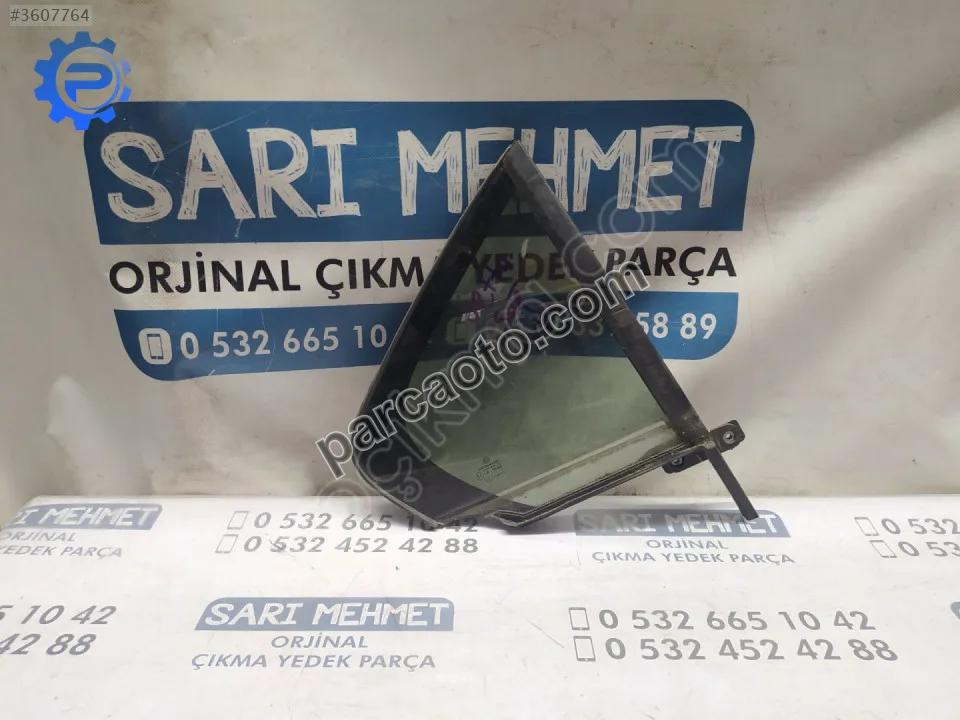 #3607764
P
SARI MEHMET
ORJİNAL ÇIKMA YEDEK PARÇA
0 532 665 10
58 89
parcaoto.com
0 532 665 10 42
0 532 452 42 88
SARI MEHMET
ORJİNAL
ÇIKMA YEDEK PARÇA
SARI MEHMET
ORJİNAL
ÇIKMA YEDEK PARÇA
0 532
0 53
5 10 42
42 88
SARI MEHMET
ORJİNAL
ÇIKMA YEDEK PARÇA
0 532 665 10 42
0 532 452 42 88